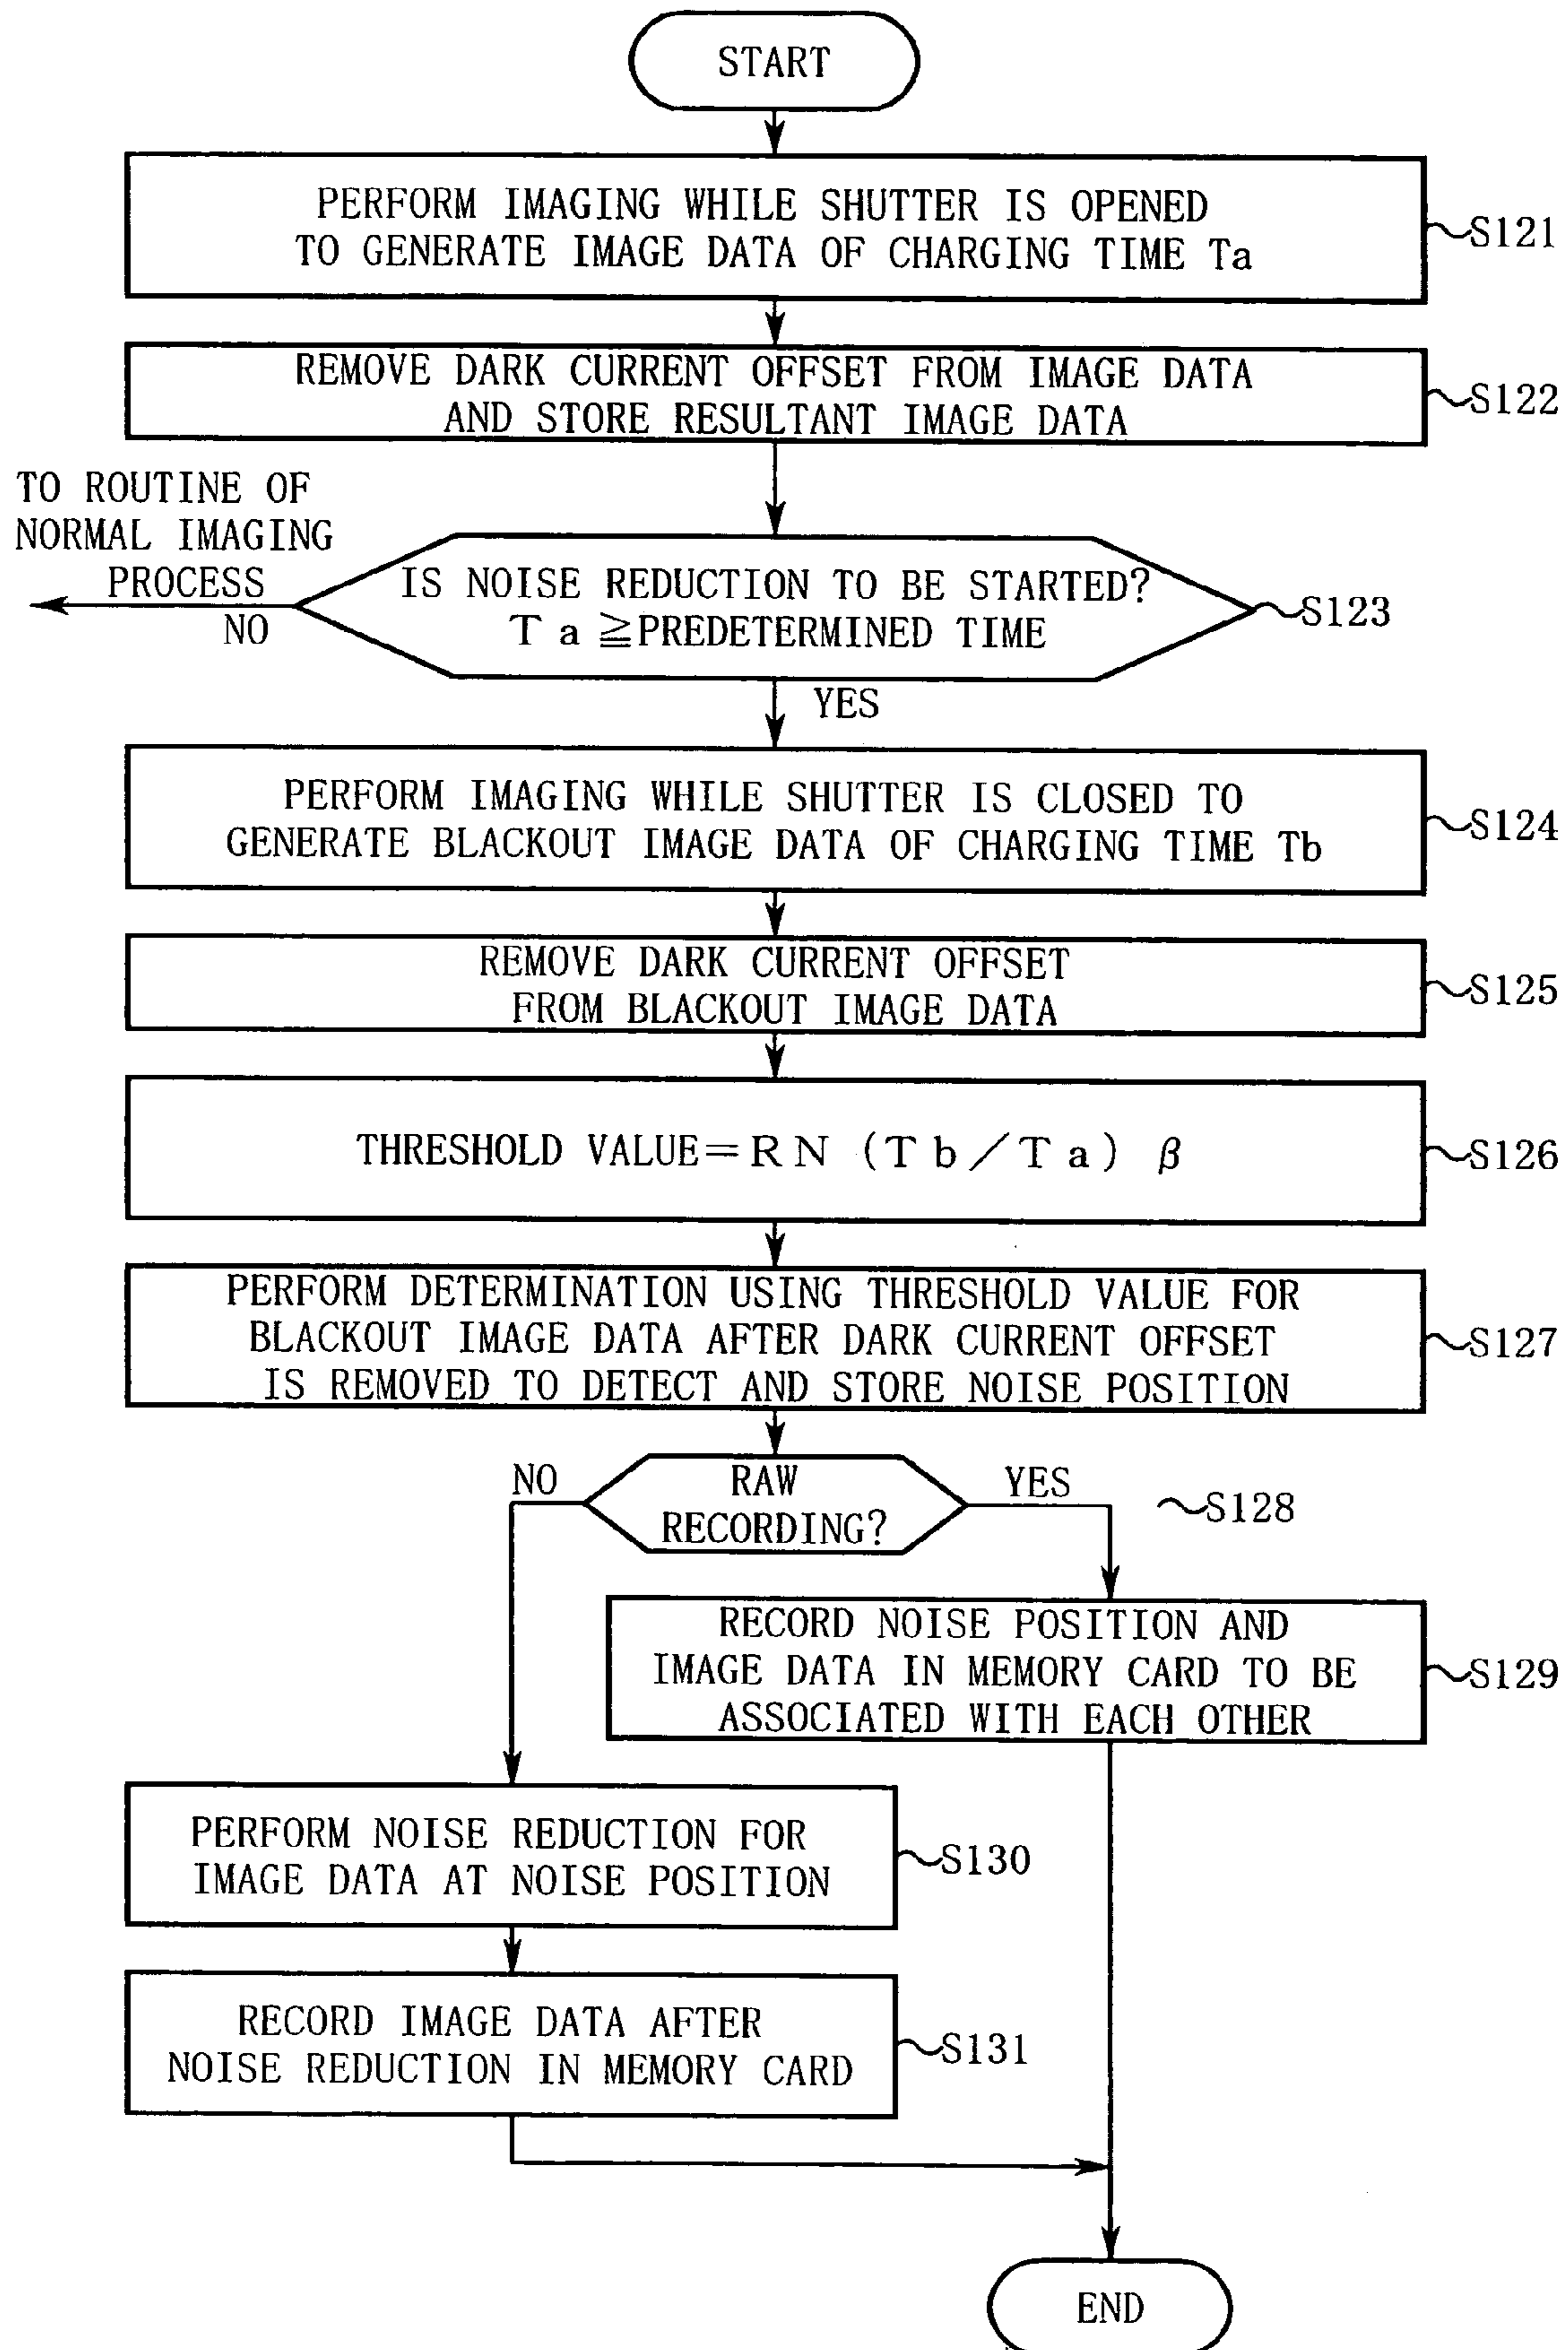 START
PERFORM IMAGING WHILE SHUTTER IS OPENED
TO GENERATE IMAGE DATA OF CHARGING TIME Ta
S121
REMOVE DARK CURRENT OFFSET FROM IMAGE DATA
AND STORE RESULTANT IMAGE DATA
S122
TO ROUTINE OF
NORMAL IMAGING
PROCESS
NO
IS NOISE REDUCTION TO BE STARTED?
Ta≧PREDETERMINED TIME
S123
YES
PERFORM IMAGING WHILE SHUTTER IS CLOSED TO
GENERATE BLACKOUT IMAGE DATA OF CHARGING TIME Tb
S124
REMOVE DARK CURRENT OFFSET
FROM BLACKOUT IMAGE DATA
S125
THRESHOLD VALUE=RN (Tb/Ta) β
S126
PERFORM DETERMINATION USING THRESHOLD VALUE FOR
BLACKOUT IMAGE DATA AFTER DARK CURRENT OFFSET
IS REMOVED TO DETECT AND STORE NOISE POSITION
S127
NO
RAW
RECORDING?
YES
S128
RECORD NOISE POSITION AND
IMAGE DATA IN MEMORY CARD TO BE
ASSOCIATED WITH EACH OTHER
S129
PERFORM NOISE REDUCTION FOR
IMAGE DATA AT NOISE POSITION
S130
RECORD IMAGE DATA AFTER
NOISE REDUCTION IN MEMORY CARD
S131
END